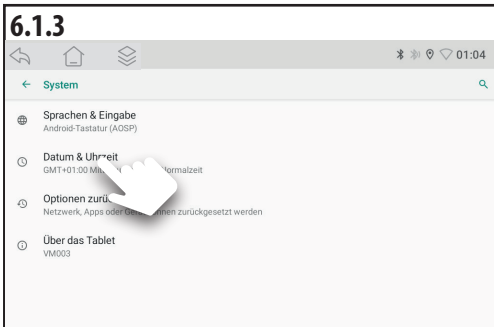 6.1.3
01:04
System
Sprachen & Eingabe
Android-Tastatur (AOSP)
Datum & Uhrzeit
GMT+01:00
Optionen
Netzwerk, Apps oder zurückgesetzt werden
Über das Tablet
VM003